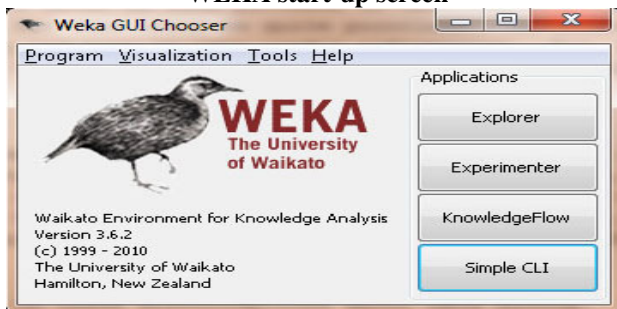 WEKA start-up screen
Weka GUI Chooser
Program Visualization Tools Help
WEKA
The University
of Waikato
Waikato Environment for Knowledge Analysis
Version 3.6.2
(c) 1999 - 2010
The University of Waikato
Hamilton, New Zealand
Applications
Explorer
Experimenter
KnowledgeFlow
Simple CLI